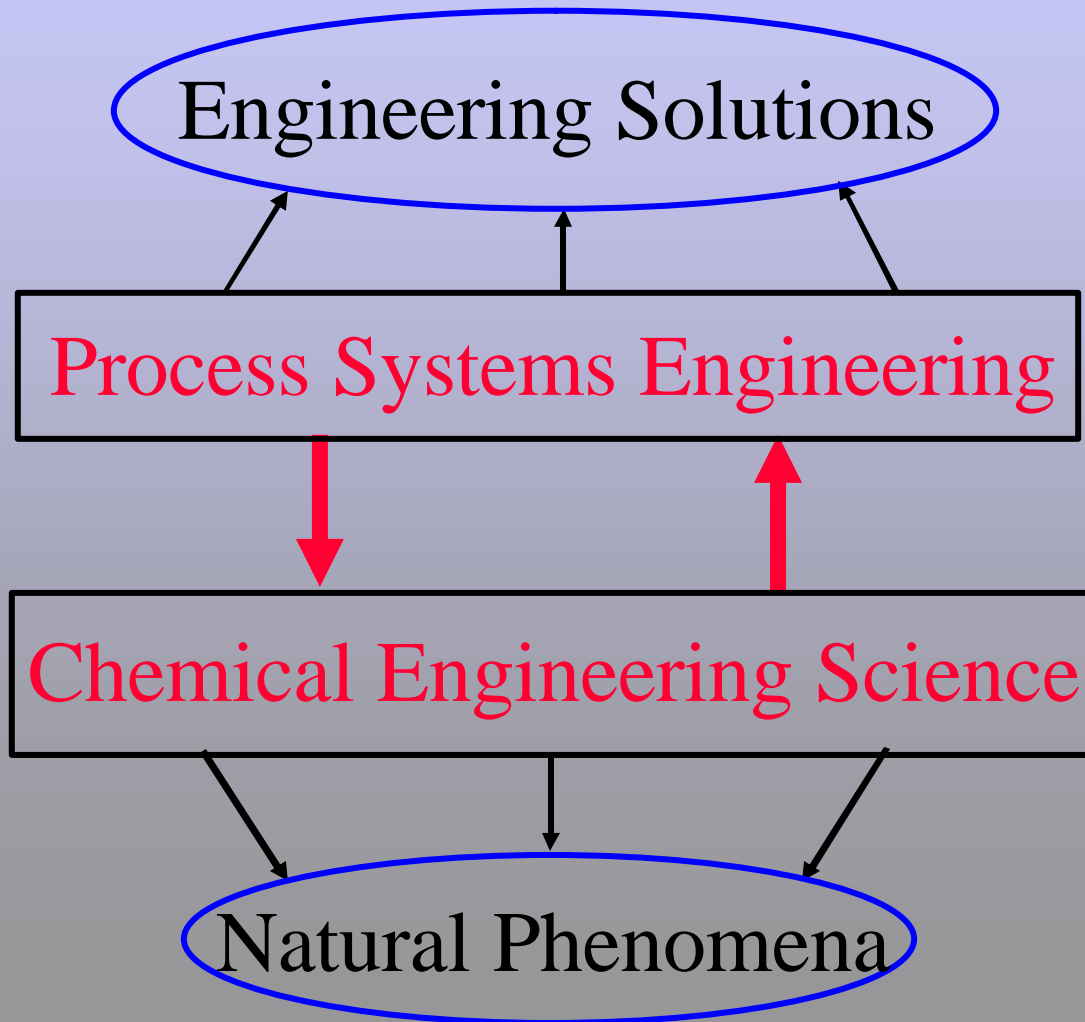 Engineering Solutions
Process Systems Engineering
Chemical Engineering Science
Natural Phenomena